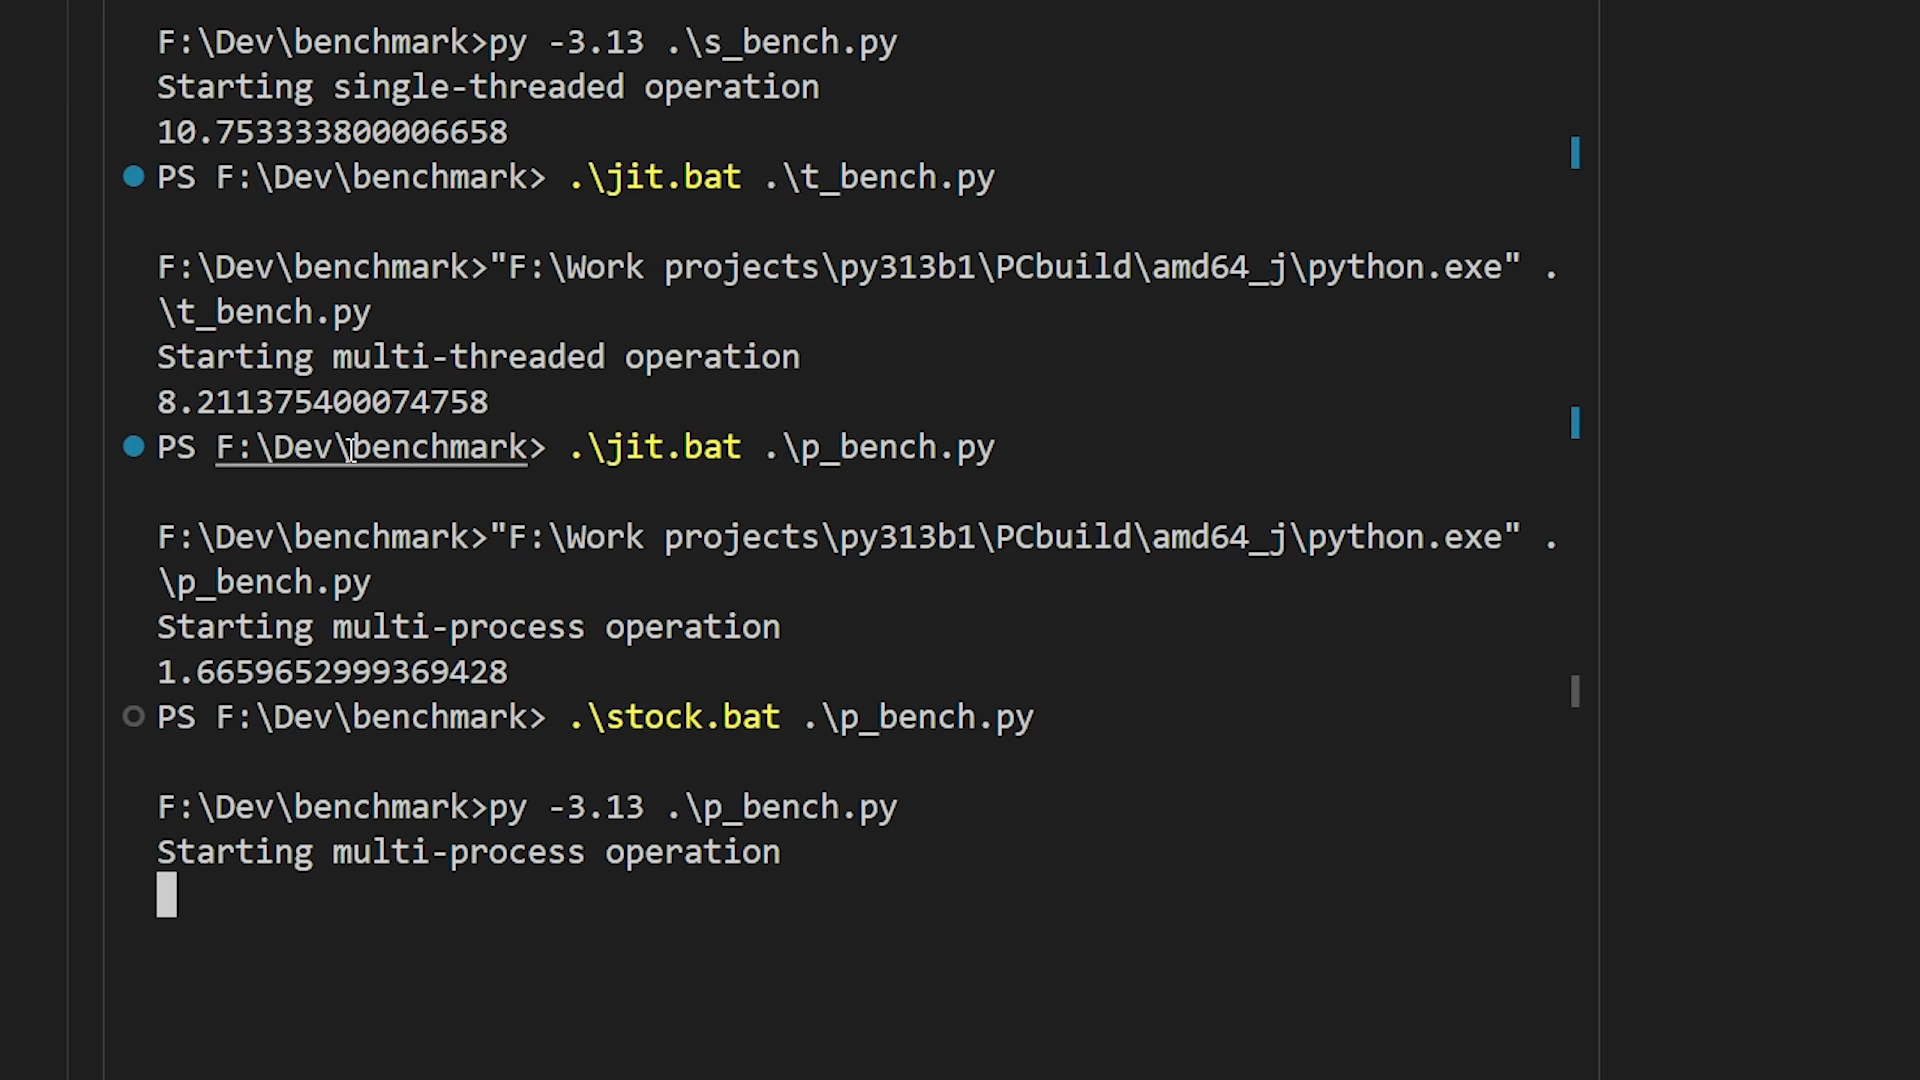 F:\Dev\benchmark>py -3.13 .\s_bench.py
Starting single-threaded operation
10.753333800006658
PS F:\Dev\benchmark> .\jit.bat .\t_bench.py
F:\Dev\benchmark>"F:\Work projects\py313b1\PCbuild\amd64_j\python.exe" .
\t_bench.py
Starting multi-threaded operation
8.211375400074758
PS F:\Dev\benchmark> .\jit.bat .\p_bench.py
F:\Dev\benchmark>"F:\Work projects\py313b1\PCbuild\amd64_j\python.exe" .
\p_bench.py
Starting multi-process operation
1.6659652999369428
PS F:\Dev\benchmark> .\stock.bat .\p_bench.py
F:\Dev\benchmark>py -3.13 .\p_bench.py
Starting multi-process operation